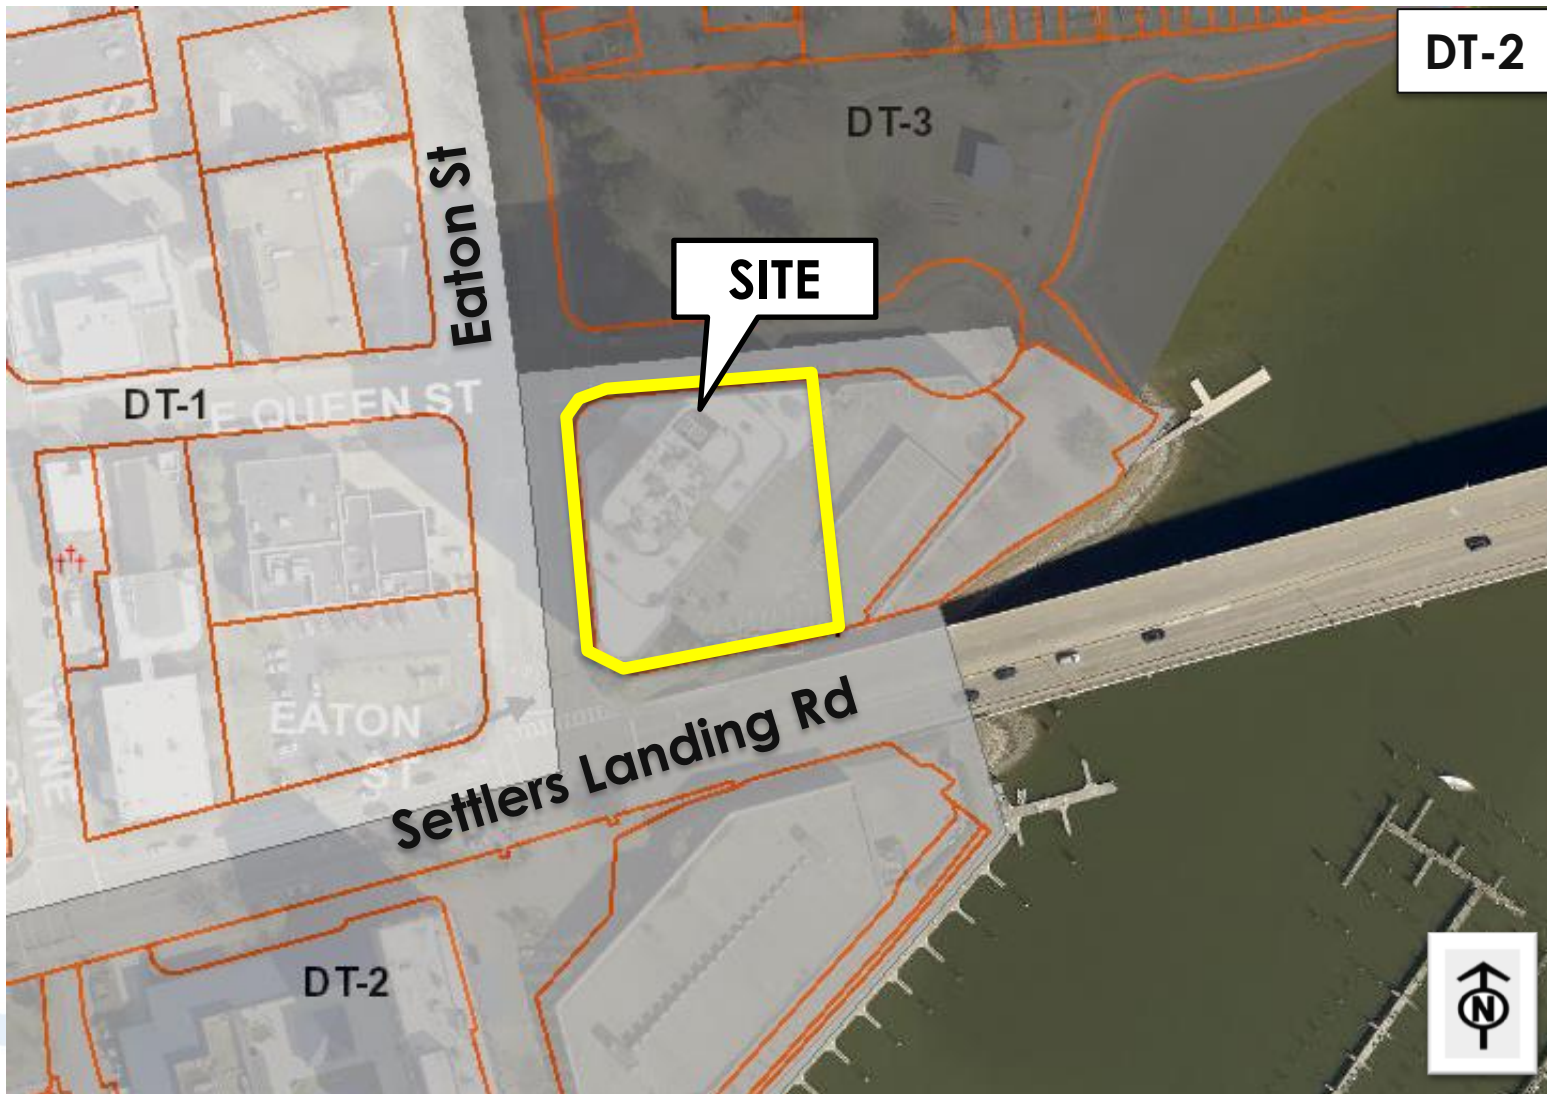 DT-2
DT-3
Eaton St
SITE
DT-1
E QUEEN ST
EATON
ST
Settlers Landing Rd
DT-2
N